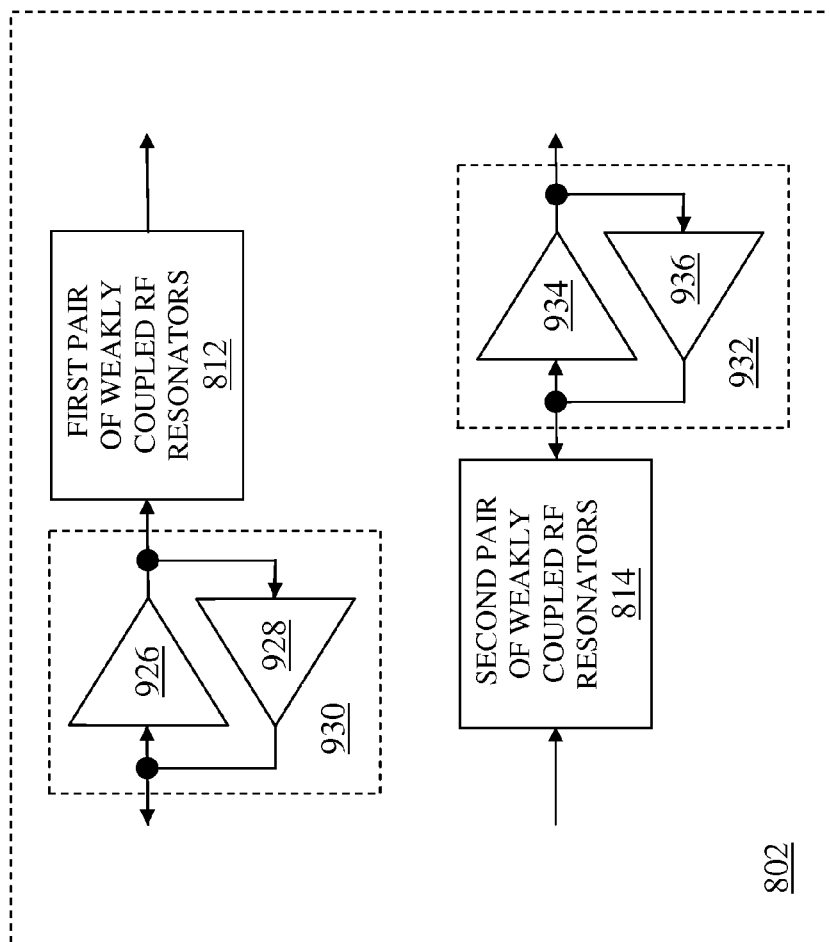 FIRST PAIR
OF WEAKLY
COUPLED RF
RESONATORS
812
926
928
930
SECOND PAIR
OF WEAKLY
COUPLED RF
RESONATORS
814
934
936
932
802